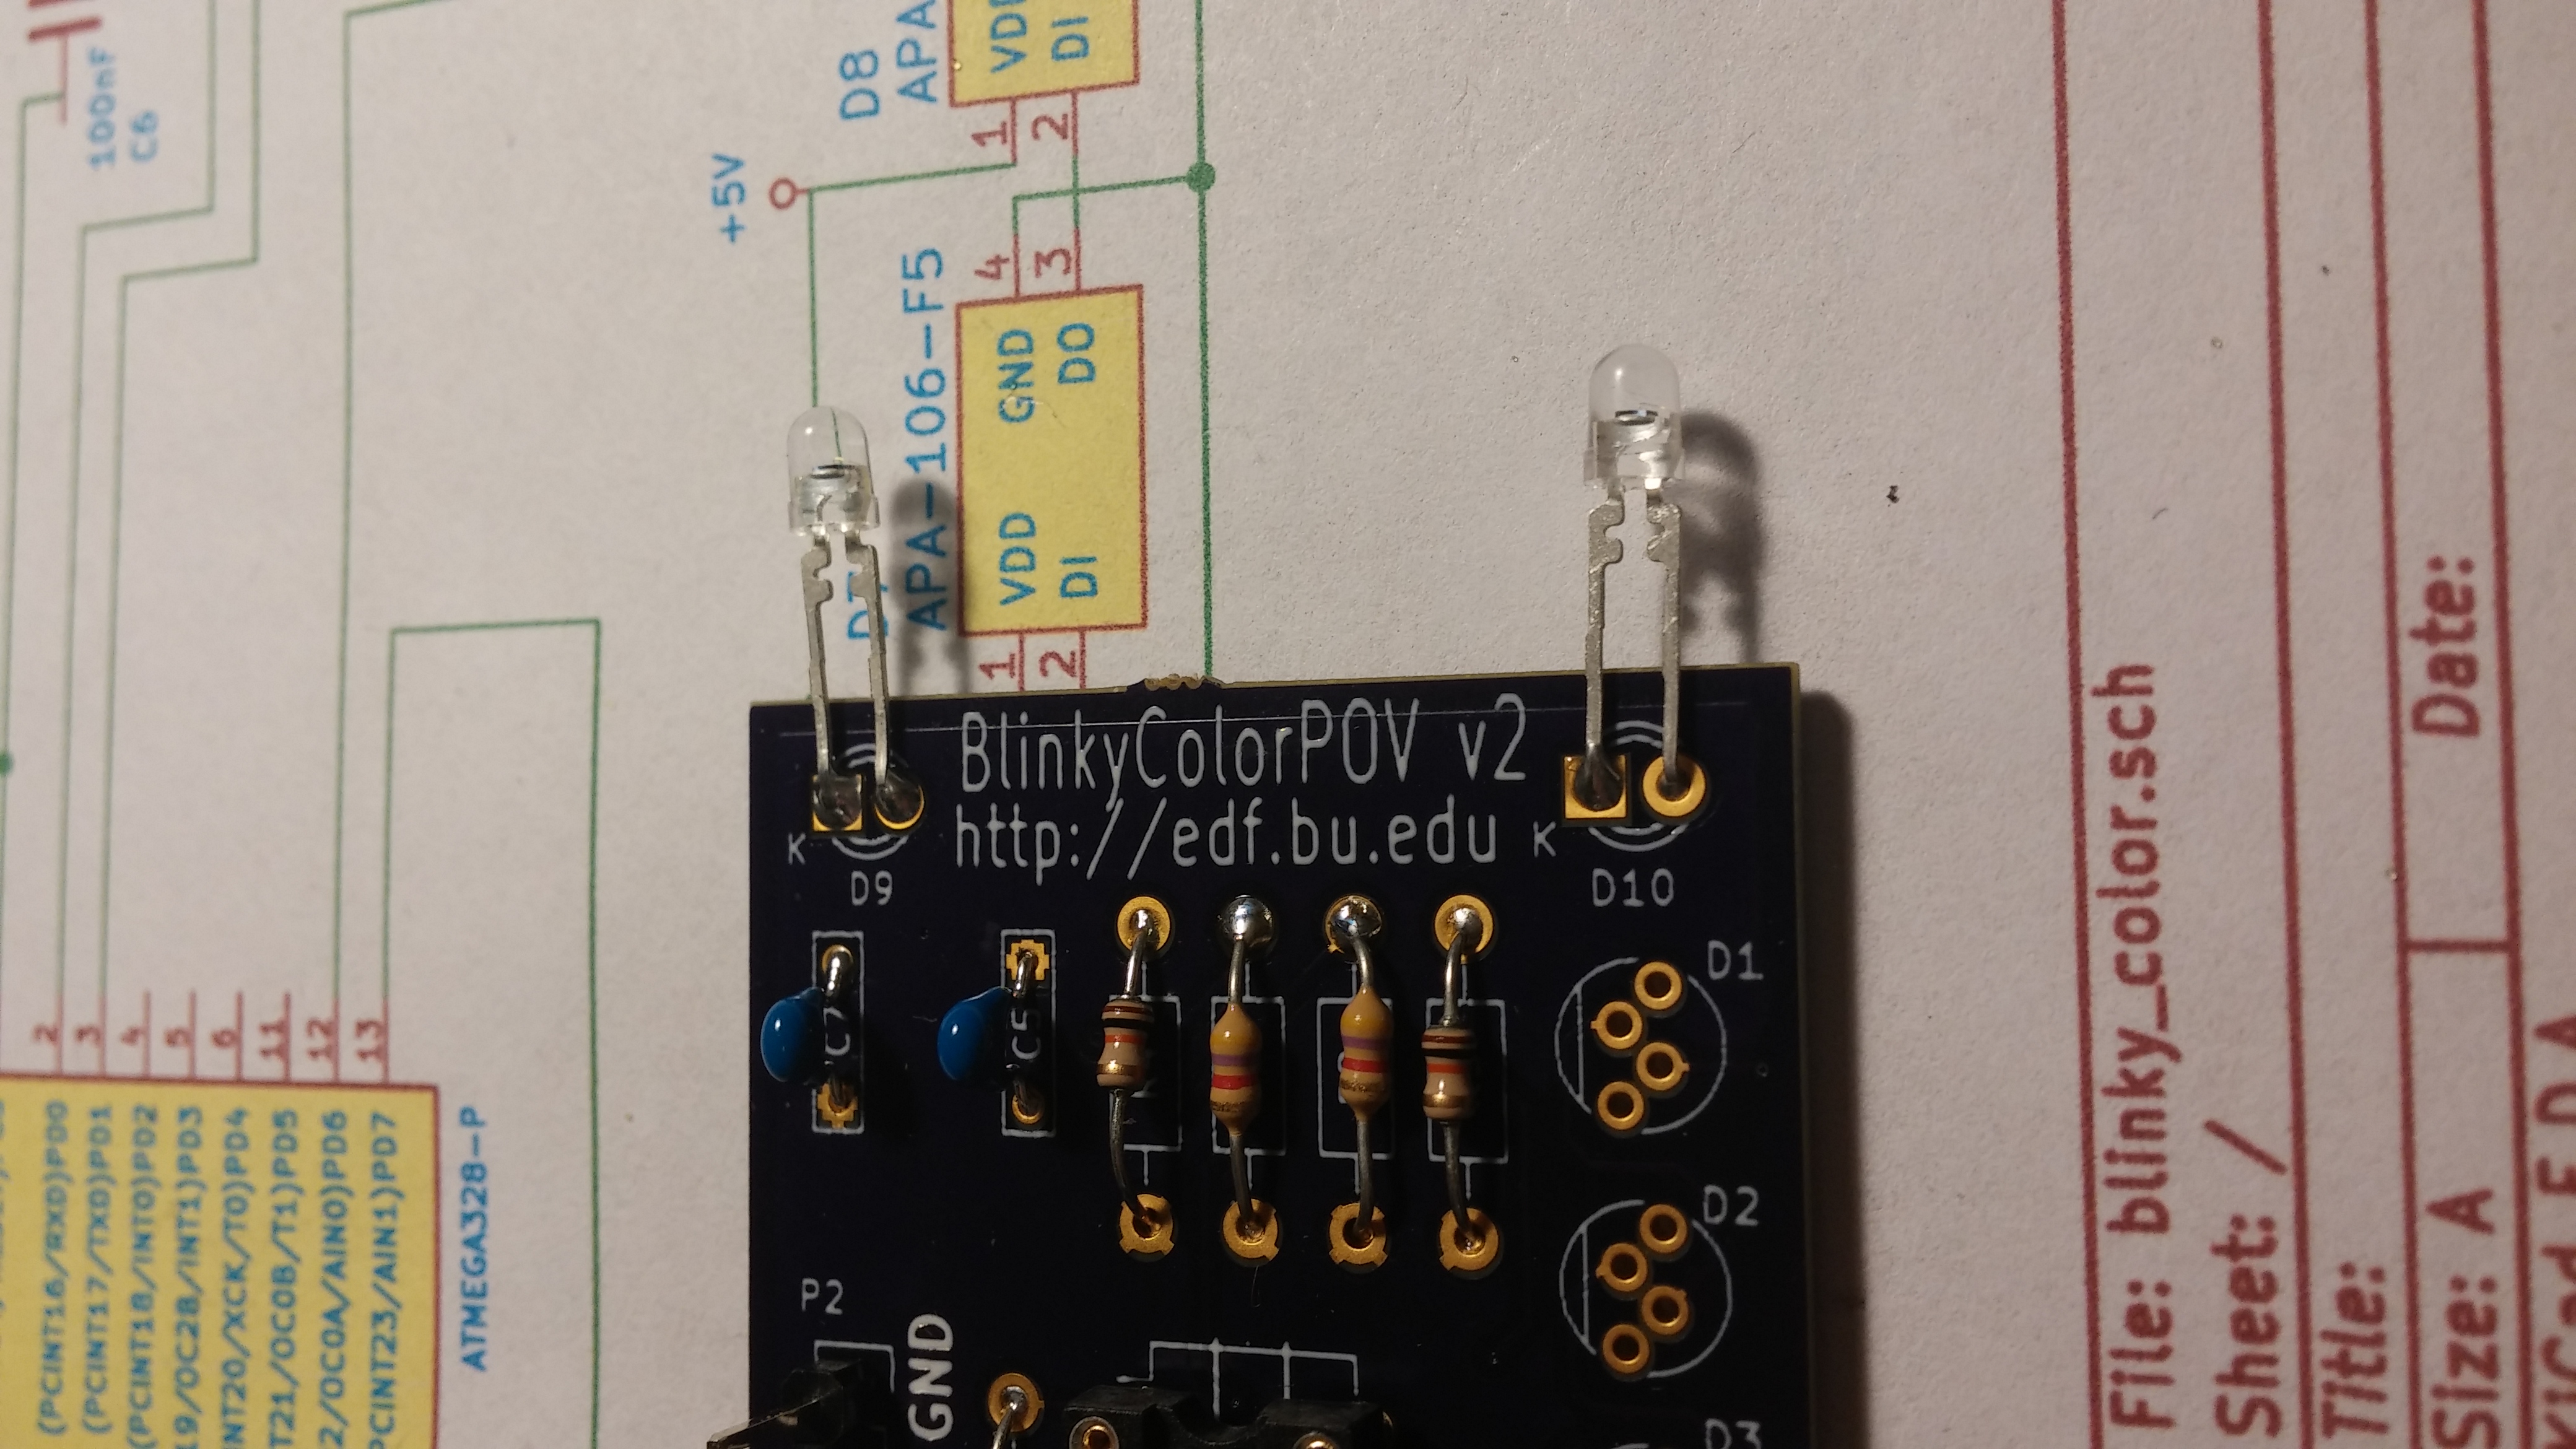 (PCINT16/RXD)PD0 2
(PCINT17/TXD)PD1 3
(PCINT18/INT0)PD2 4
19/OC2B/INT1)PD3 5
INT20/XCK/T0)PD4 6
T21/OC0B/T1)PD5 11
2/OC0A/AIN0)PD6 12
PCINT23/AIN1)PD7 13
ATMEGA328-P
100nF
C6
+5V
P2
GND
C7
K
D9
C5
BlinkyColorPOV v2
http://edf.bu.edu
K
D10
D1
D2
D3
D7
APA-106-F5
1 VDD GND 4
2 DI DO 3
D8
APA
1 VDD
2 DI
File: blinky_color.sch
Sheet: /
Title:
Size: A Date:
KiCad E.D.A.